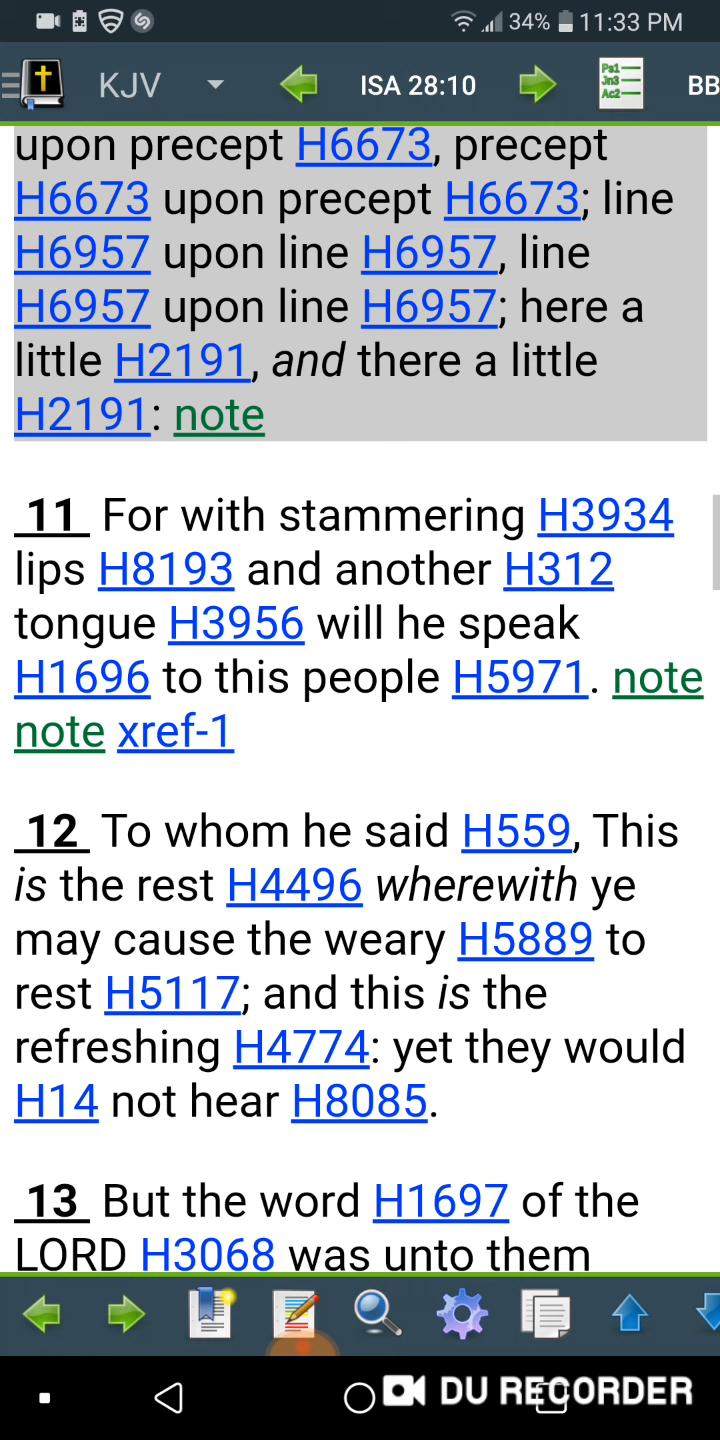 34% 11:33 PM
KJV ISA 28:10 Ps1 Jn3 Ac2 BB
upon precept H6673, precept
H6673 upon precept H6673; line
H6957 upon line H6957, line
H6957 upon line H6957; here a
little H2191, and there a little
H2191: note
11 For with stammering H3934
lips H8193 and another H312
tongue H3956 will he speak
H1696 to this people H5971. note
note xref-1
12 To whom he said H559, This
is the rest H4496 wherewith ye
may cause the weary H5889 to
rest H5117; and this is the
refreshing H4774: yet they would
H14 not hear H8085.
13 But the word H1697 of the
LORD H3068 was unto them
DU RECORDER